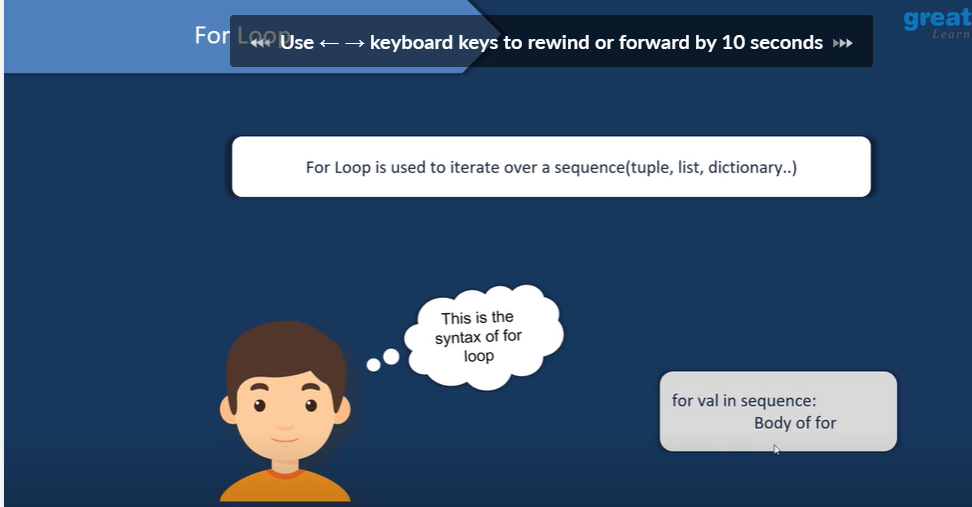 For Loop
Use ← → keyboard keys to rewind or forward by 10 seconds
great
Learn
For Loop is used to iterate over a sequence(tuple, list, dictionary..)
This is the
syntax of for
loop
for val in sequence:
Body of for